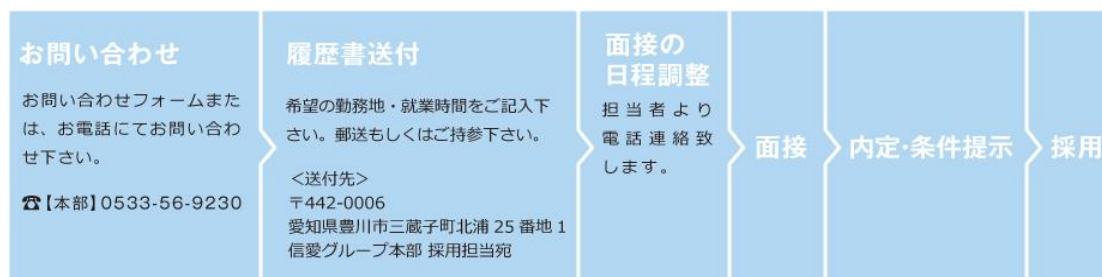 お問い合わせ
お問い合わせフォームまた
は、お電話にてお問い合わ
せ下さい。
☎【本部】0533-56-9230
履歴書送付
希望の勤務地・就業時間をご記入下
さい。郵送もしくはご持参下さい。
＜送付先＞
〒442-0006
愛知県豊川市三蔵子町北浦 25 番地 1
信愛グループ本部 採用担当宛
面接の
日程調整
担当者より
電話連絡致
します。
面接
内定・条件提示
採用